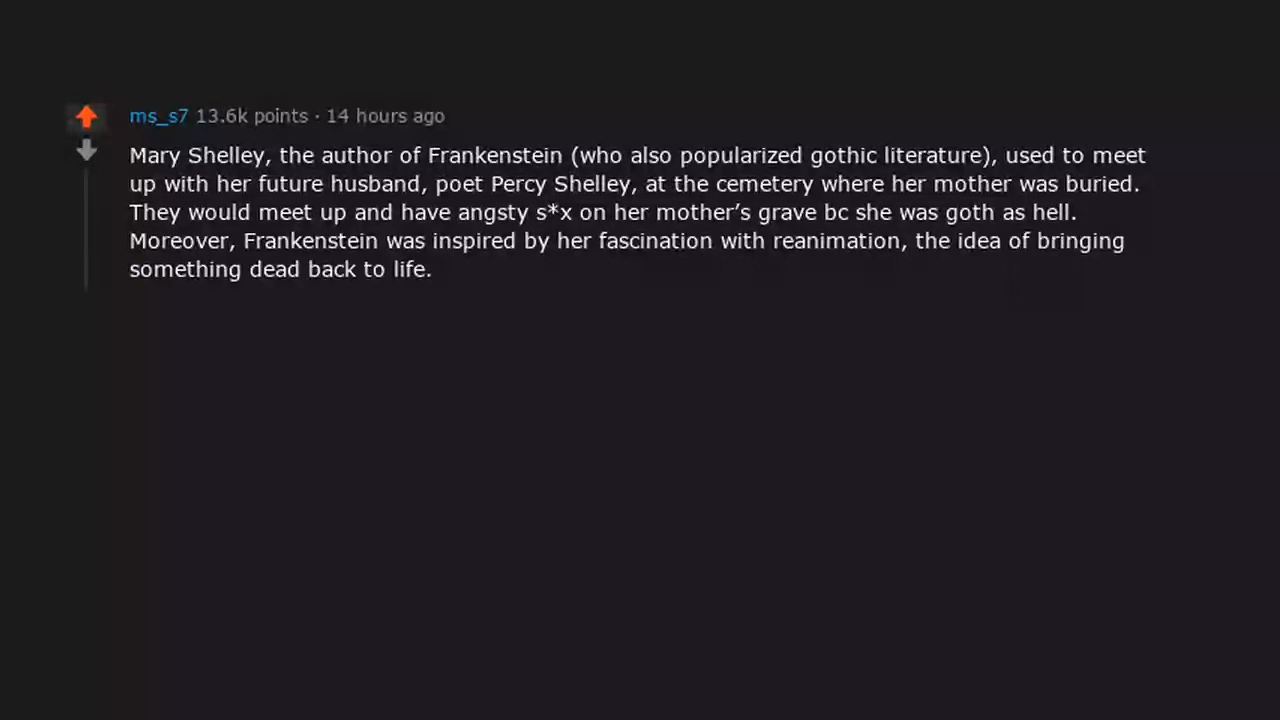 ms_s7 13.6k points · 14 hours ago
Mary Shelley, the author of Frankenstein (who also popularized gothic literature), used to meet
up with her future husband, poet Percy Shelley, at the cemetery where her mother was buried.
They would meet up and have angsty s*x on her mother’s grave bc she was goth as hell.
Moreover, Frankenstein was inspired by her fascination with reanimation, the idea of bringing
something dead back to life.